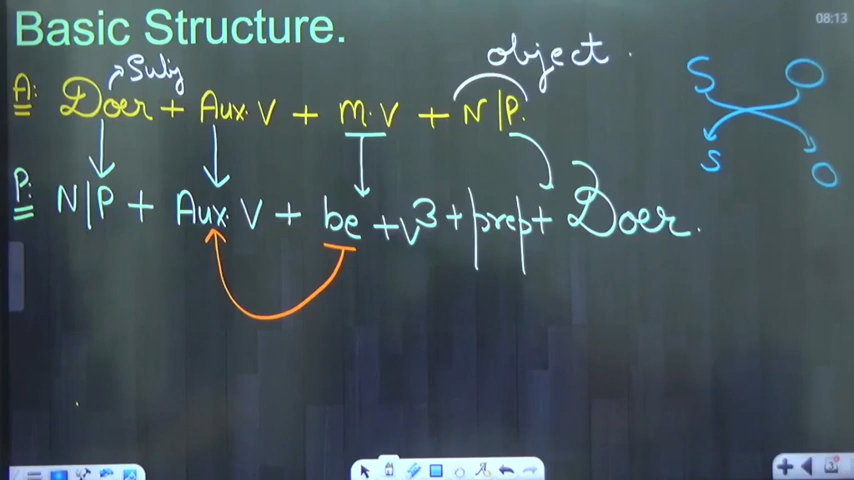 Basic Structure.
08:13
Subj
object .
A: Doer + Aux. V + M. V + N|P.
S O
S O
P: N|P + Aux. V + be + V3 + prep + Doer.